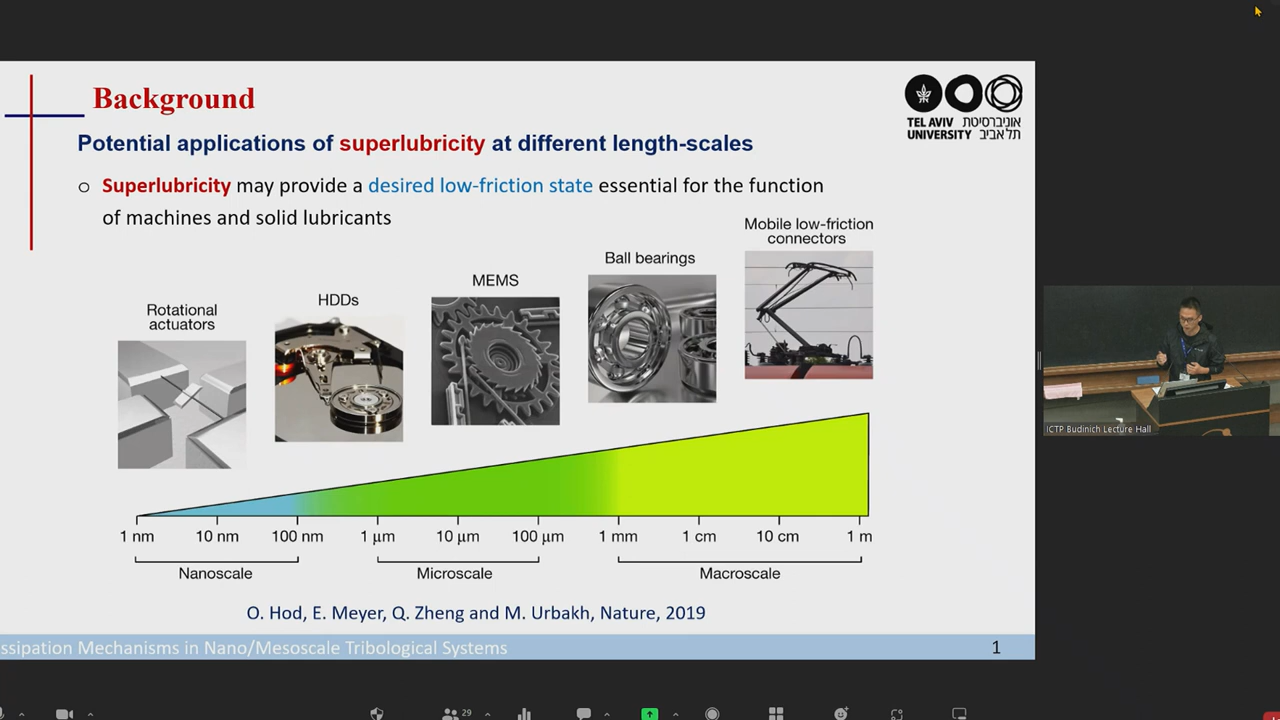 Background
TEL AVIV אוניברסיטת
UNIVERSITY תל אביב
Potential applications of superlubricity at different length-scales
Superlubricity may provide a desired low-friction state essential for the function
of machines and solid lubricants
Rotational
actuators
HDDs
MEMS
Ball bearings
Mobile low-friction
connectors
1 nm 10 nm 100 nm 1 μm 10 μm 100 μm 1 mm 1 cm 10 cm 1 m
Nanoscale Microscale Macroscale
O. Hod, E. Meyer, Q. Zheng and M. Urbakh, Nature, 2019
ssipation Mechanisms in Nano/Mesoscale Tribological Systems 1
ICTP Budinich Lecture Hall
29